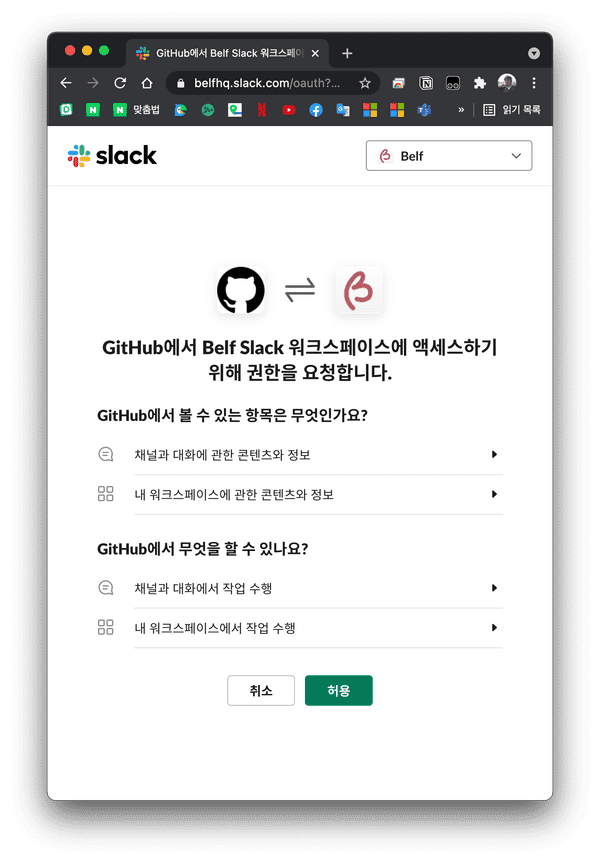 GitHub에서 Belf Slack 워크스페이
belfhq.slack.com/oauth?...
맞춤법
»
읽기 목록
slack
Belf
GitHub에서 Belf Slack 워크스페이스에 액세스하기
위해 권한을 요청합니다.
GitHub에서 볼 수 있는 항목은 무엇인가요?
채널과 대화에 관한 콘텐츠와 정보
내 워크스페이스에 관한 콘텐츠와 정보
GitHub에서 무엇을 할 수 있나요?
채널과 대화에서 작업 수행
내 워크스페이스에서 작업 수행
취소
허용